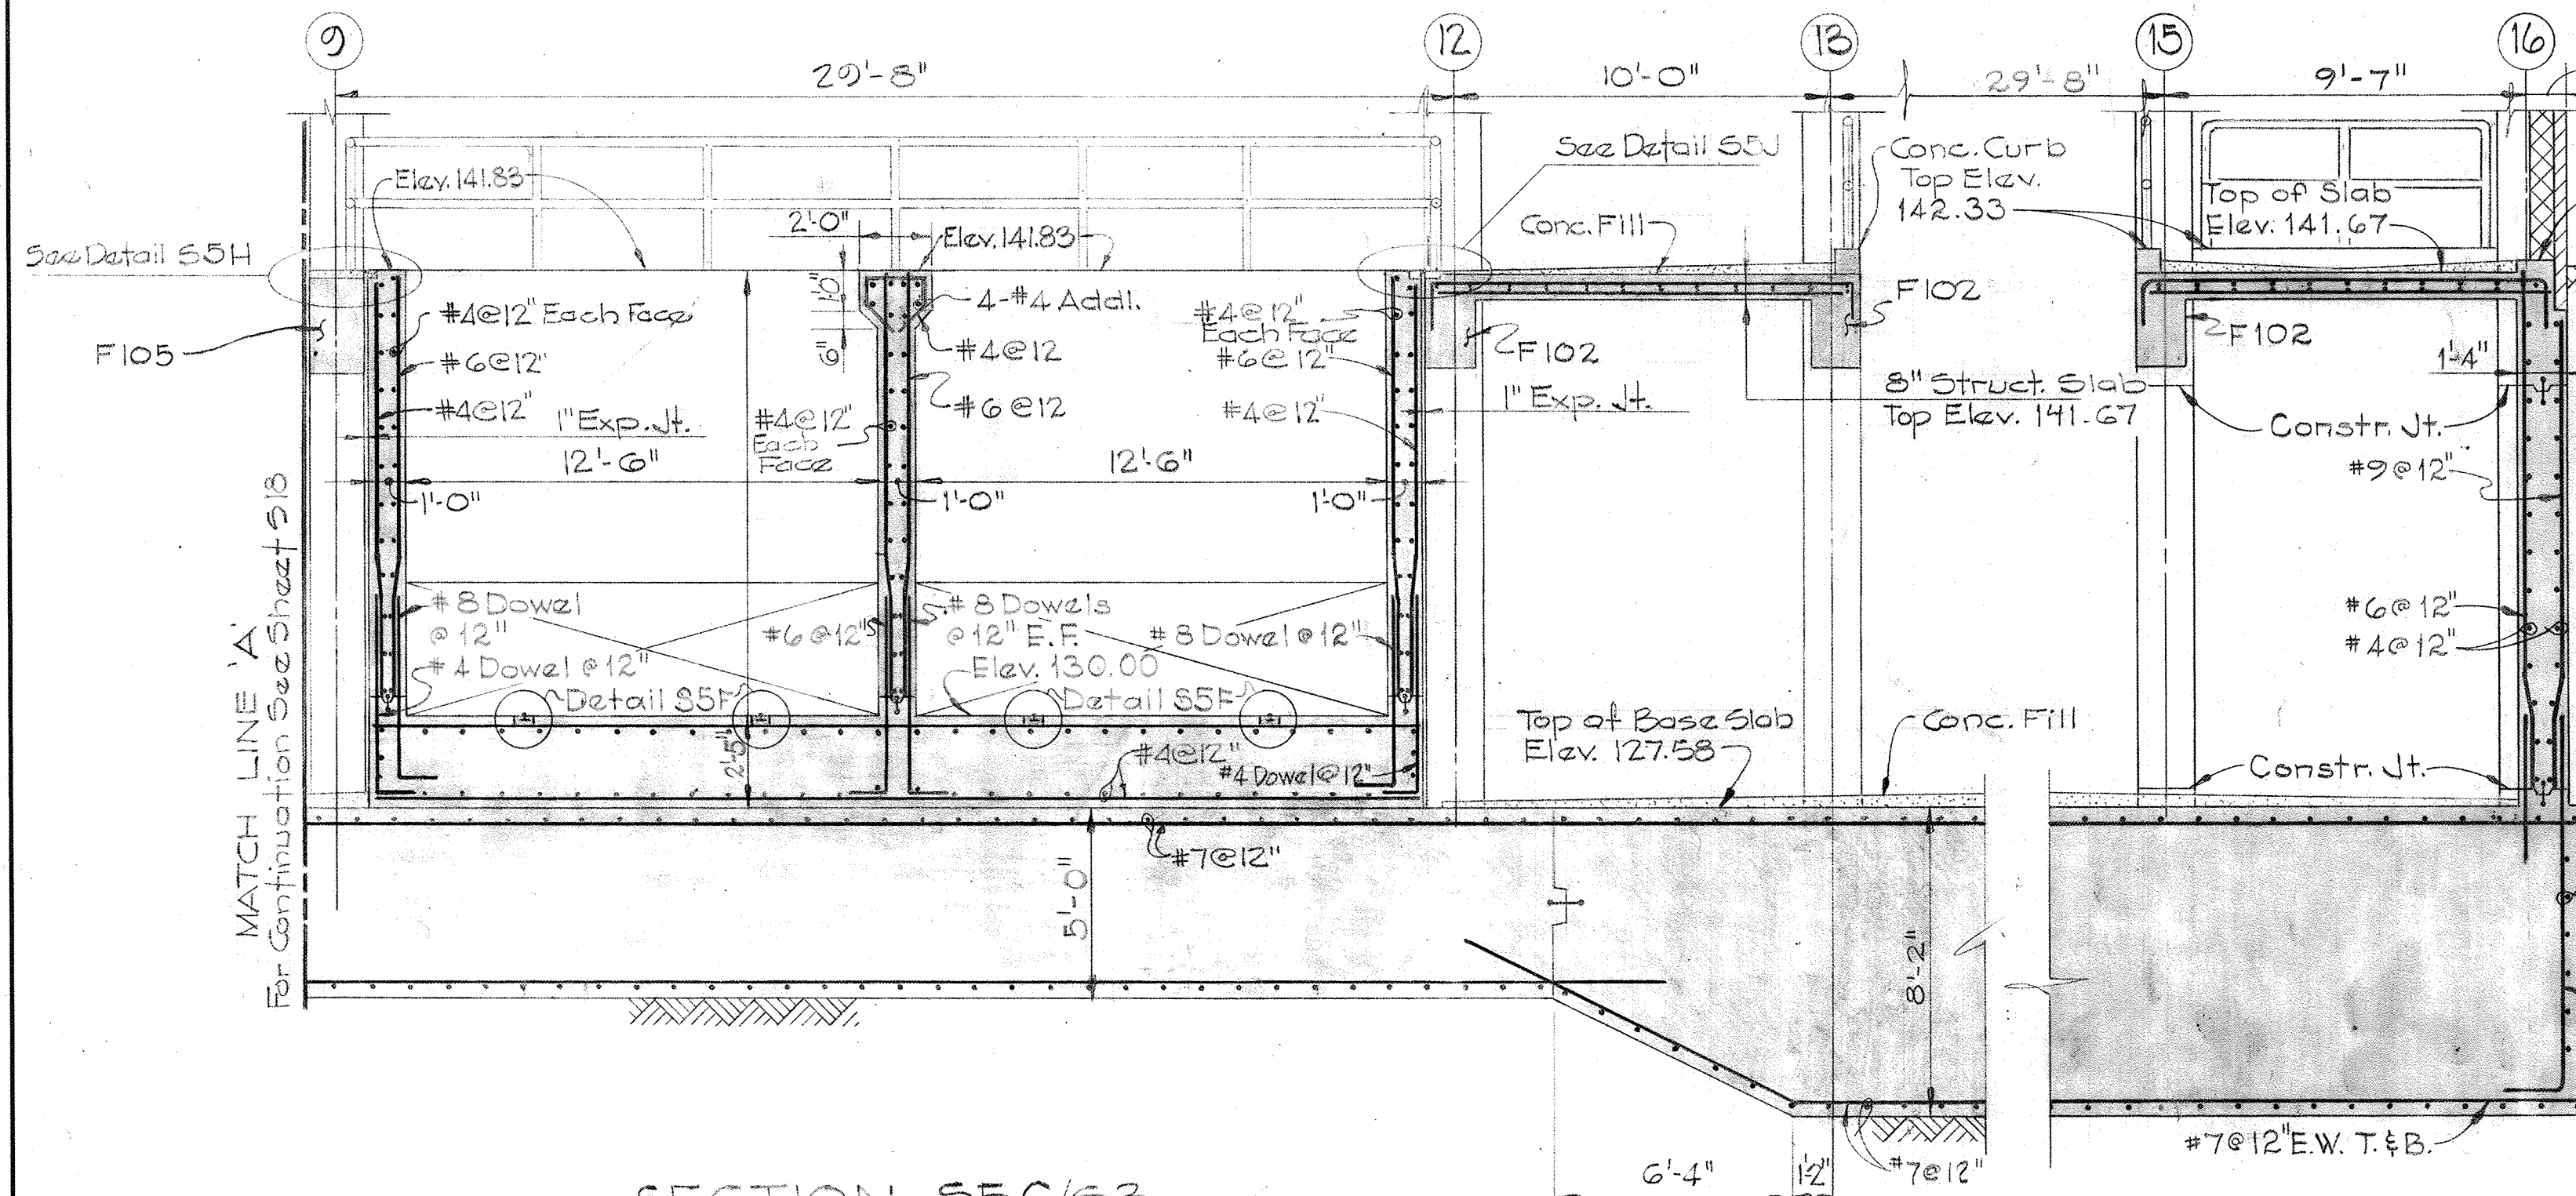 9
12
13
15
16
29'-8"
10'-0"
29'-8"
9'-7"
See Detail S5J
Conc. Curb
Top Elev.
142.33
Top of Slab
Elev. 141.67
Elev. 141.83
2'-0"
Elev. 141.83
Conc. Fill
See Detail S5H
1'-0"
6"
#4@12" Each Face
4-#4 Addl.
#4@12"
Each Face
F102
F102
F102
F105
#6@12"
#4@12
#6@12"
1'-4"
#4@12"
#6@12
#4@12"
1" Exp. Jt.
8" Struct. Slab
Top Elev. 141.67
Constr. Jt.
1" Exp. Jt.
#4@12"
Each
Face
12'-6"
12'-6"
#9@12"
1'-0"
1'-0"
1'-0"
MATCH LINE 'A'
For Continuation See Sheet S18
#8 Dowel
@12"
#4 Dowel @12"
#6@12"
#8 Dowels
@12" E.F.
#8 Dowel @12"
Elev. 130.00
#6@12"
#4@12"
Detail S5F
Detail S5F
2'-5"
#4@12"
#4 Dowel@12"
Top of Base Slab
Elev. 127.58
Conc. Fill
Constr. Jt.
#7@12"
5'-0"
8'-2"
#7@12" E.W. T.&B.
6'-4"
1'-2"
#7@12"